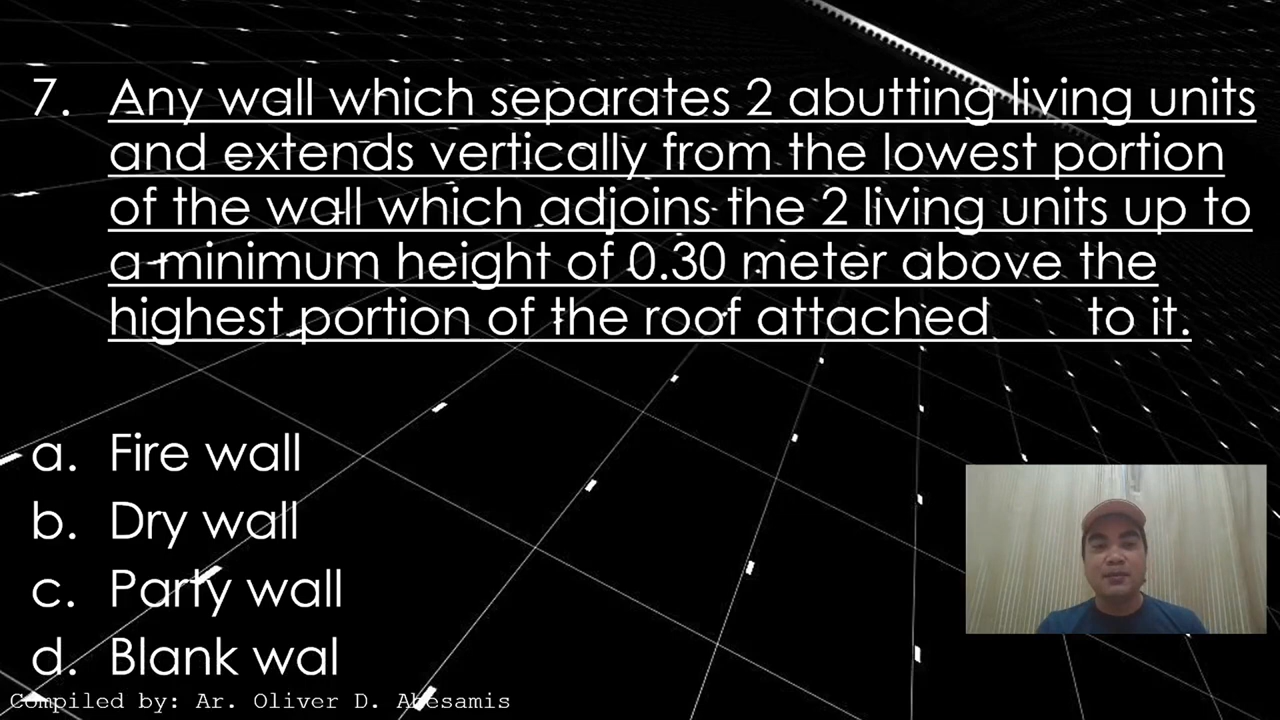 7. Any wall which separates 2 abutting living units
and extends vertically from the lowest portion
of the wall which adjoins the 2 living units up to
a minimum height of 0.30 meter above the
highest portion of the roof attached to it.
a. Fire wall
b. Dry wall
c. Party wall
d. Blank wal
Compiled by: Ar. Oliver D. Abesamis